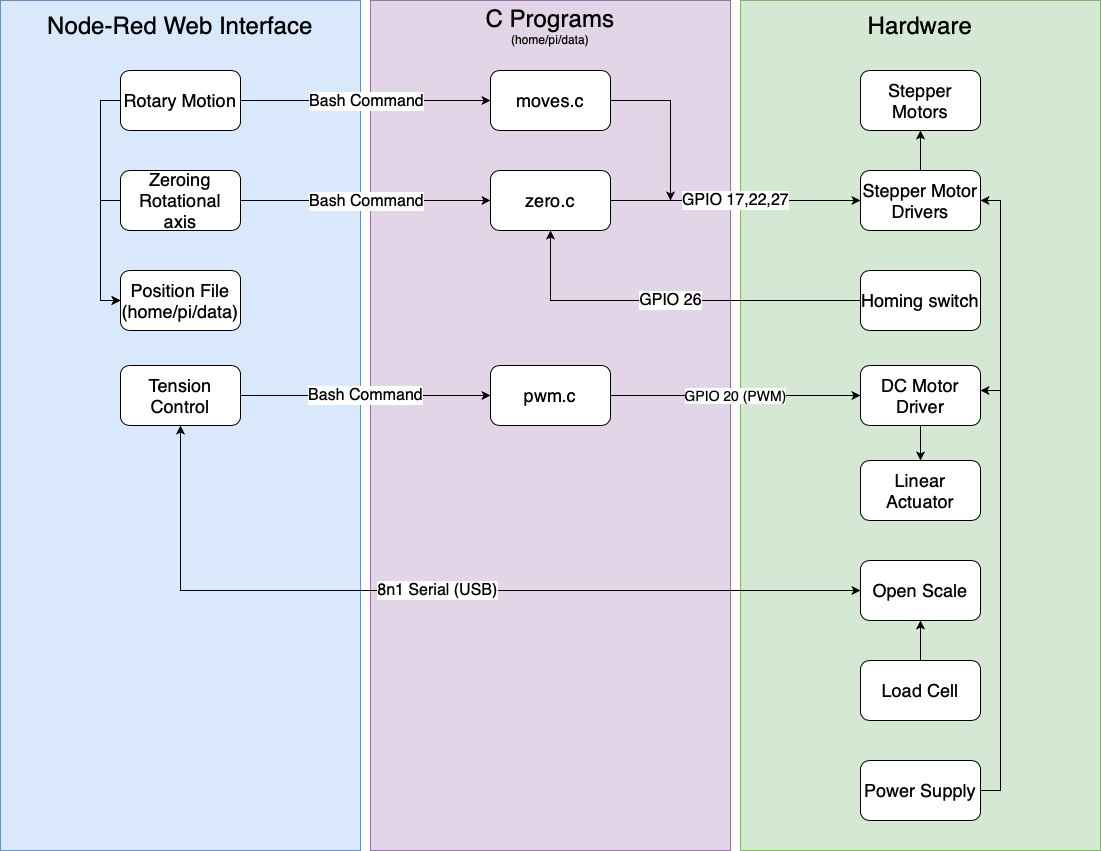 Node-Red Web Interface
C Programs
(home/pi/data)
Hardware
Rotary Motion
Bash Command
moves.c
Stepper
Motors
Zeroing
Rotational
axis
Bash Command
zero.c
GPIO 17,22,27
Stepper Motor
Drivers
Position File
(home/pi/data)
GPIO 26
Homing switch
Tension
Control
Bash Command
pwm.c
GPIO 20 (PWM)
DC Motor
Driver
Linear
Actuator
8n1 Serial (USB)
Open Scale
Load Cell
Power Supply